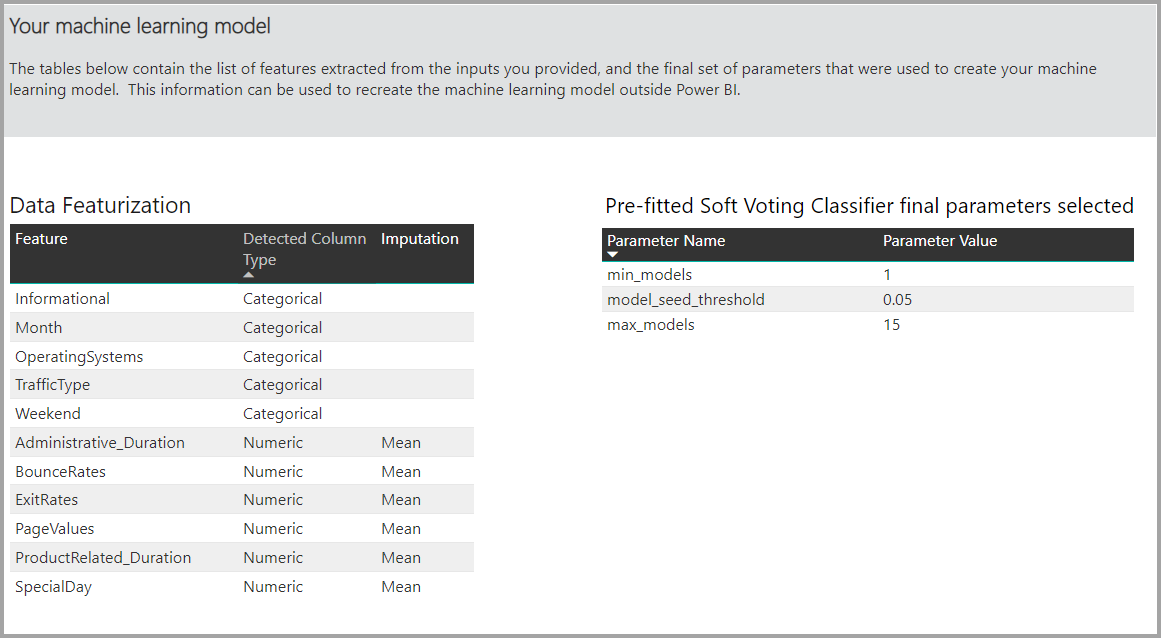 Your machine learning model
The tables below contain the list of features extracted from the inputs you provided, and the final set of parameters that were used to create your machine
learning model.  This information can be used to recreate the machine learning model outside Power BI.
Data Featurization
Feature Detected Column Type Imputation
Informational Categorical
Month Categorical
OperatingSystems Categorical
TrafficType Categorical
Weekend Categorical
Administrative_Duration Numeric Mean
BounceRates Numeric Mean
ExitRates Numeric Mean
PageValues Numeric Mean
ProductRelated_Duration Numeric Mean
SpecialDay Numeric Mean
Pre-fitted Soft Voting Classifier final parameters selected
Parameter Name Parameter Value
min_models 1
model_seed_threshold 0.05
max_models 15